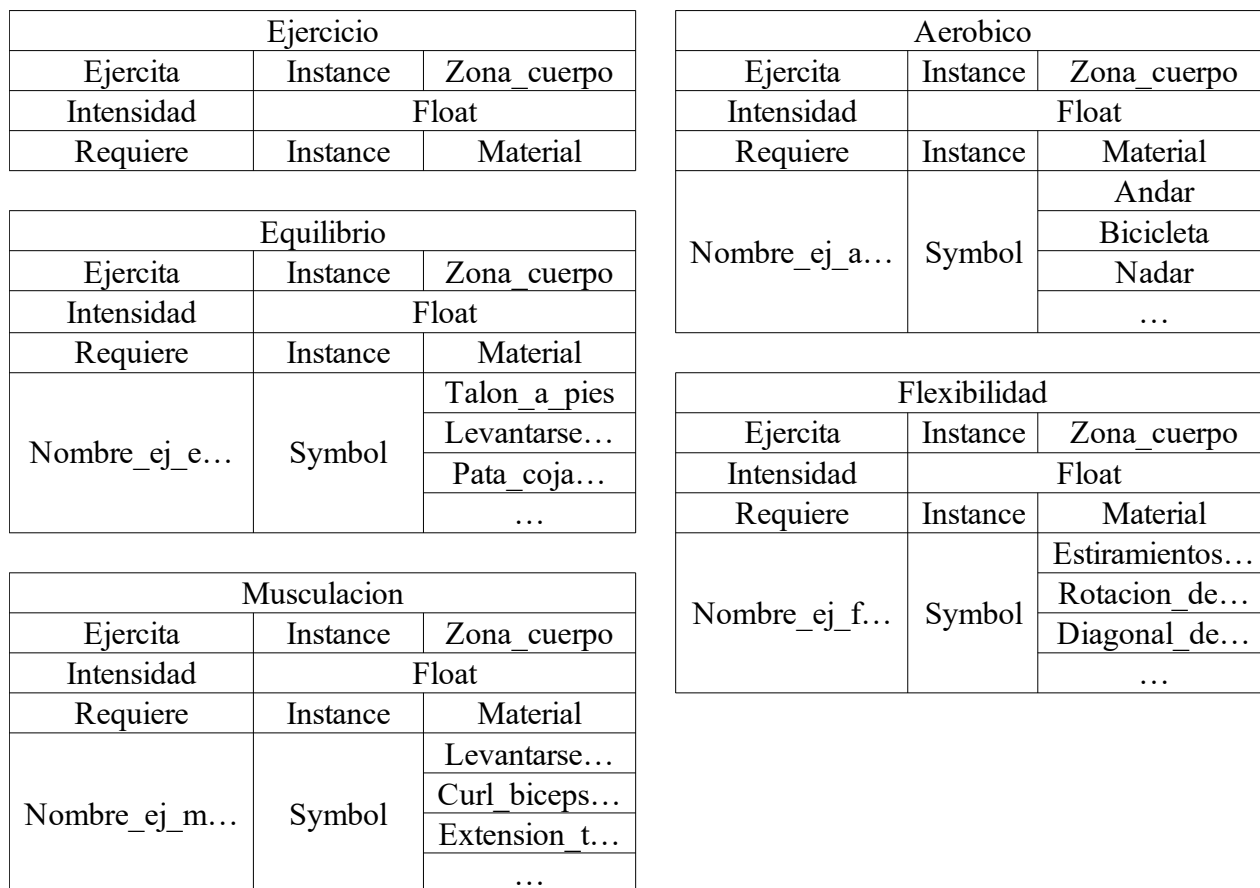 Ejercicio
Ejercita Instance Zona_cuerpo
Intensidad Float
Requiere Instance Material
Equilibrio
Ejercita Instance Zona_cuerpo
Intensidad Float
Requiere Instance Material
Nombre_ej_e… Symbol
Talon_a_pies
Levantarse…
Pata_coja…
…
Musculacion
Ejercita Instance Zona_cuerpo
Intensidad Float
Requiere Instance Material
Nombre_ej_m… Symbol
Levantarse…
Curl_biceps…
Extension_t…
…
Aerobico
Ejercita Instance Zona_cuerpo
Intensidad Float
Requiere Instance Material
Nombre_ej_a… Symbol
Andar
Bicicleta
Nadar
…
Flexibilidad
Ejercita Instance Zona_cuerpo
Intensidad Float
Requiere Instance Material
Nombre_ej_f… Symbol
Estiramientos…
Rotacion_de…
Diagonal_de…
…